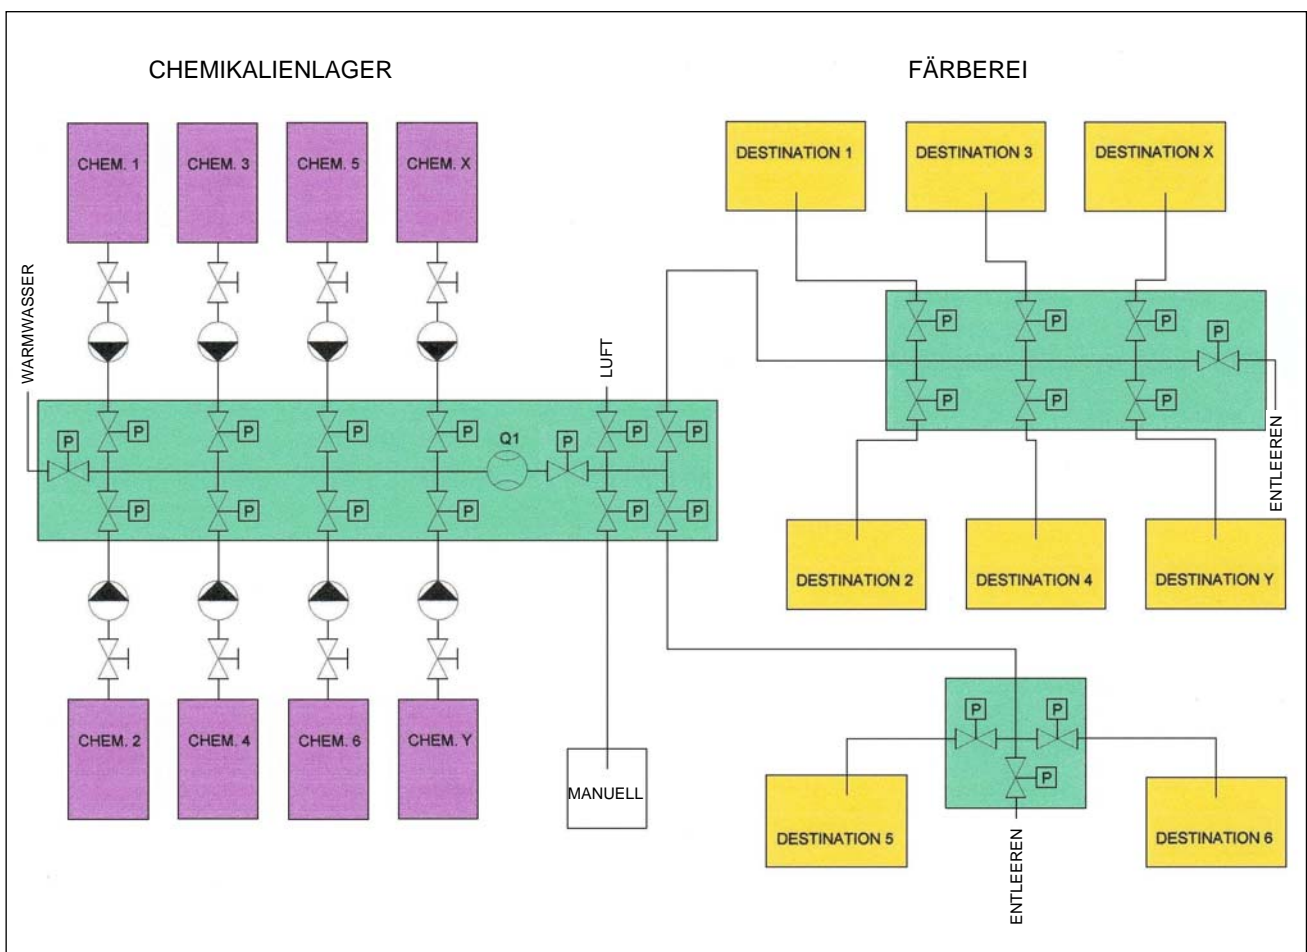 CHEMIKALIENLAGER
FÄRBEREI
CHEM. 1
CHEM. 3
CHEM. 5
CHEM. X
DESTINATION 1
DESTINATION 3
DESTINATION X
WARMWASSER
LUFT
P
P
P
P
P
P
P
P
P
P
Q1
P
P
P
P
P
P
P
P
P
P
P
P
P
ENTLEEREN
CHEM. 2
CHEM. 4
CHEM. 6
CHEM. Y
MANUELL
DESTINATION 2
DESTINATION 4
DESTINATION Y
P
P
P
DESTINATION 5
DESTINATION 6
ENTLEEREN